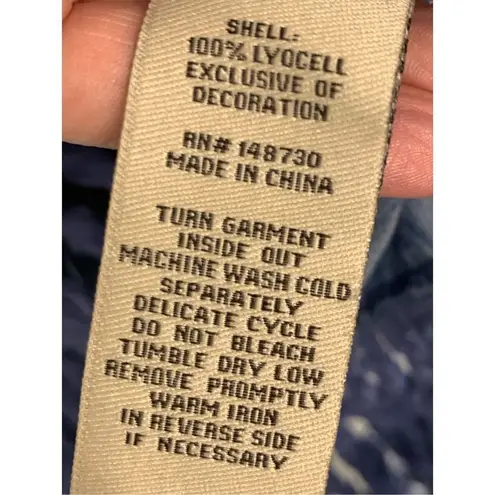 SHELL:
100% LYOCELL
EXCLUSIVE OF
DECORATION
RN# 148730
MADE IN CHINA
TURN GARMENT
INSIDE OUT
MACHINE WASH COLD
SEPARATELY
DELICATE CYCLE
DO NOT BLEACH
TUMBLE DRY LOW
REMOVE PROMPTLY
WARM IRON
IN REVERSE SIDE
IF NECESSARY